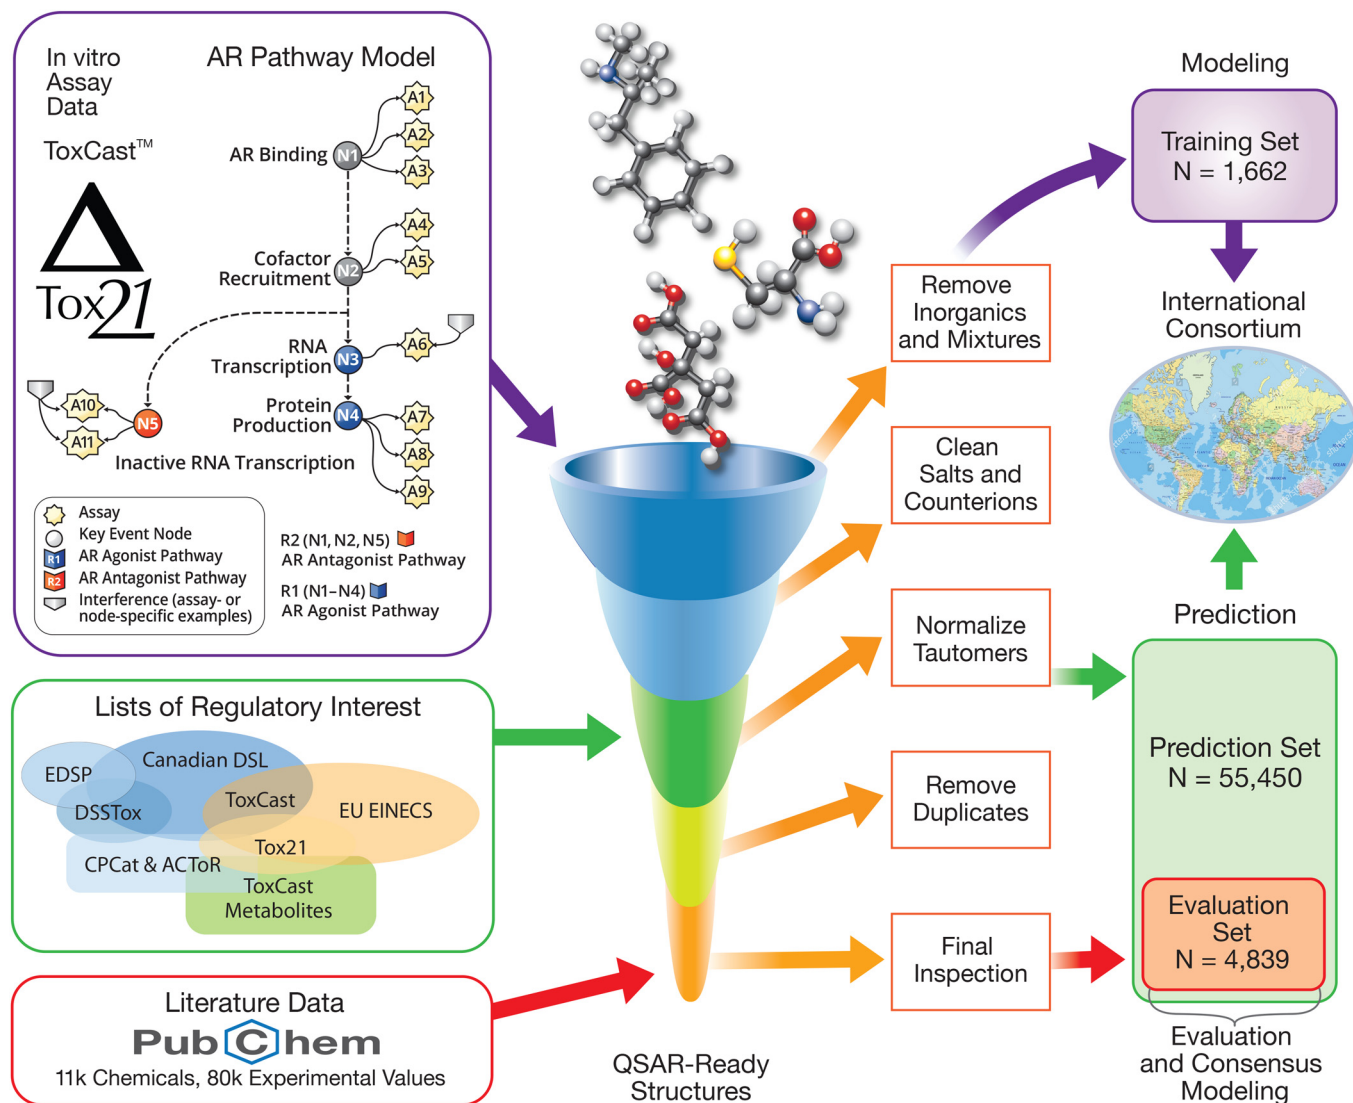 In vitro
Assay
Data
ToxCast™
Tox21
AR Pathway Model
A1
A2
AR Binding
N1
A3
A4
Cofactor
Recruitment
N2
A5
RNA
Transcription
N3
A6
Protein
Production
N4
A7
A8
A9
A10
A11
N5
Inactive RNA Transcription
Assay
Key Event Node
R1
AR Agonist Pathway
R2
AR Antagonist Pathway
Interference (assay- or
node-specific examples)
R2 (N1, N2, N5)
AR Antagonist Pathway
R1 (N1–N4)
AR Agonist Pathway
Lists of Regulatory Interest
EDSP
Canadian DSL
DSSTox
ToxCast
EU EINECS
Tox21
CPCat & ACToR
ToxCast
Metabolites
Literature Data
PubChem
11k Chemicals, 80k Experimental Values
QSAR-Ready
Structures
Remove
Inorganics
and Mixtures
Clean
Salts and
Counterions
Normalize
Tautomers
Remove
Duplicates
Final
Inspection
Modeling
Training Set
N = 1,662
International
Consortium
Prediction
Prediction Set
N = 55,450
Evaluation
Set
N = 4,839
Evaluation
and Consensus
Modeling